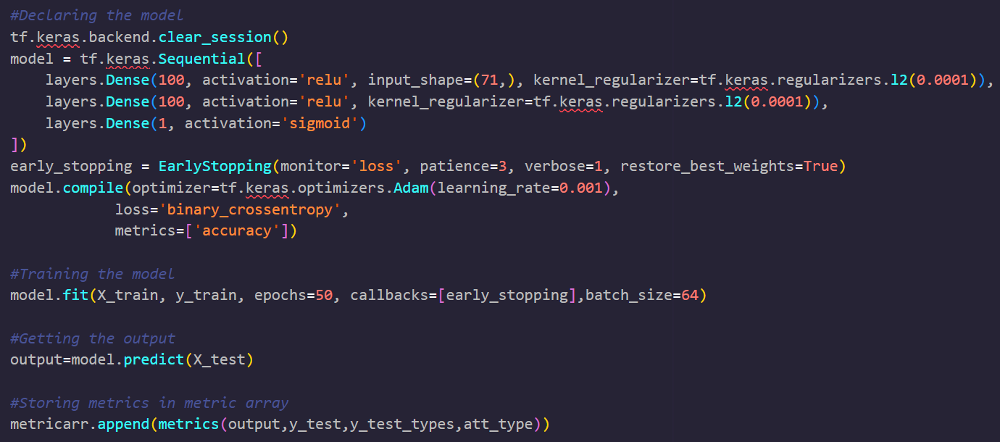 #Declaring the model
tf.keras.backend.clear_session()
model = tf.keras.Sequential([
    layers.Dense(100, activation='relu', input_shape=(71,), kernel_regularizer=tf.keras.regularizers.l2(0.0001)),
    layers.Dense(100, activation='relu', kernel_regularizer=tf.keras.regularizers.l2(0.0001)),
    layers.Dense(1, activation='sigmoid')
])
early_stopping = EarlyStopping(monitor='loss', patience=3, verbose=1, restore_best_weights=True)
model.compile(optimizer=tf.keras.optimizers.Adam(learning_rate=0.001),
            loss='binary_crossentropy',
            metrics=['accuracy'])

#Training the model
model.fit(X_train, y_train, epochs=50, callbacks=[early_stopping],batch_size=64)

#Getting the output
output=model.predict(X_test)

#Storing metrics in metric array
metricarr.append(metrics(output,y_test,y_test_types,att_type))